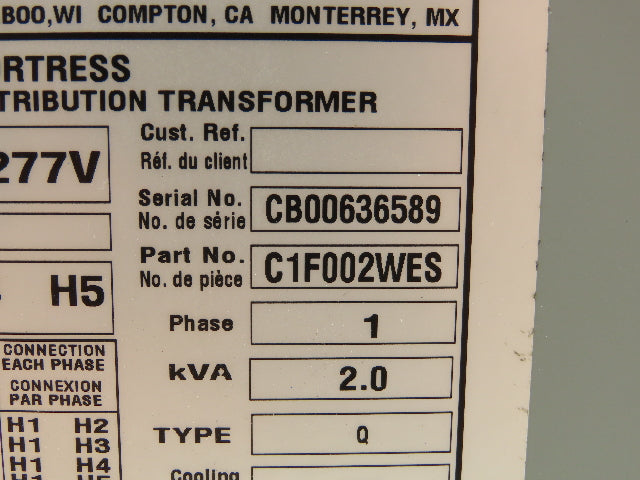 BOO,WI COMPTON, CA MONTERREY, MX
RTRESS
TRIBUTION TRANSFORMER
Cust. Ref.
Réf. du client
277V
Serial No.
No. de série
CB00636589
Part No.
No. de pièce
C1F002WES
H5
Phase
1
CONNECTION
EACH PHASE
kVA
2.0
CONNEXION
PAR PHASE
H1 H2
TYPE
Q
H1 H3
H1 H4
Cooling